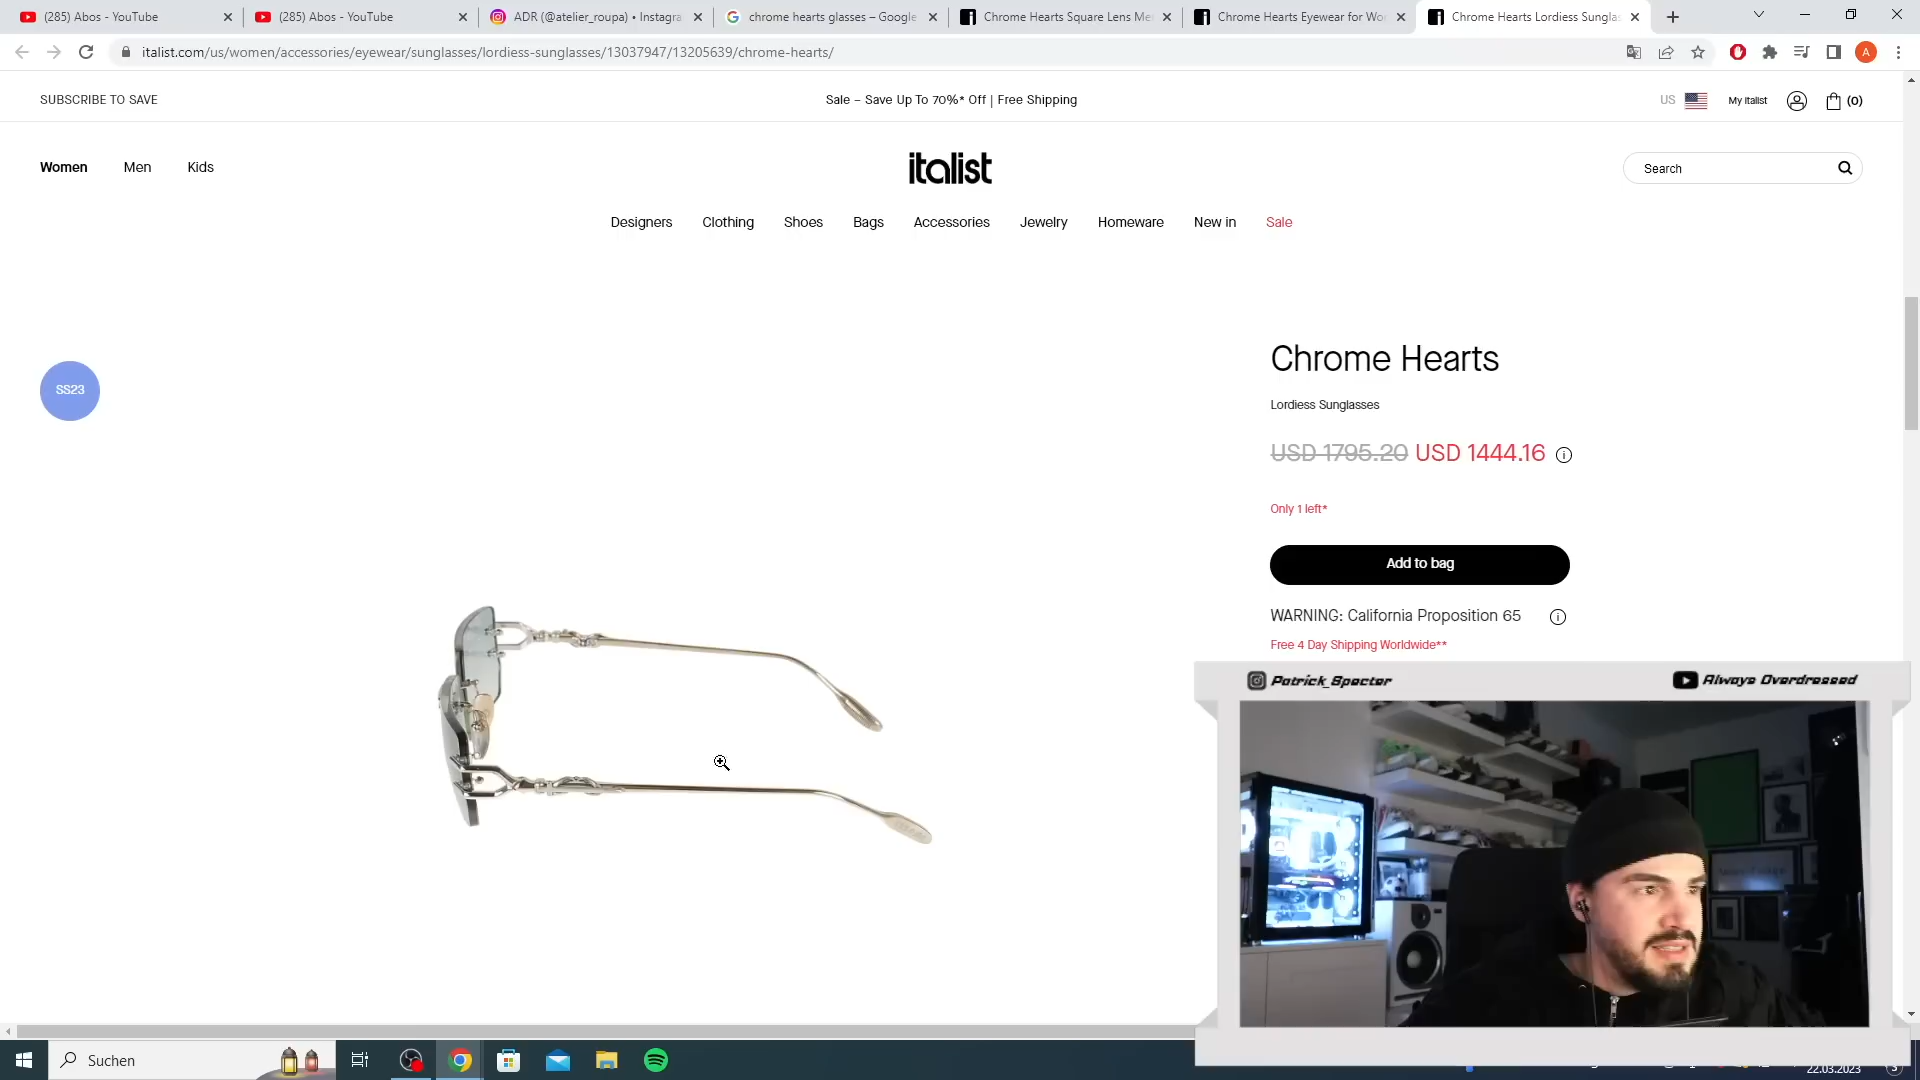 (285) Abos - YouTube
(285) Abos - YouTube
ADR (@atelier_roupa) • Instagra
chrome hearts glasses – Google
Chrome Hearts Square Lens Me
Chrome Hearts Eyewear for Wo
Chrome Hearts Lordiess Sungla
italist.com/us/women/accessories/eyewear/sunglasses/lordiess-sunglasses/13037947/13205639/chrome-hearts/
A
SUBSCRIBE TO SAVE
Sale – Save Up To 70%* Off | Free Shipping
US
My italist
(0)
Women
Men
Kids
italist
Search
Designers
Clothing
Shoes
Bags
Accessories
Jewelry
Homeware
New in
Sale
SS23
Chrome Hearts
Lordiess Sunglasses
USD 1795.20 USD 1444.16
Only 1 left*
Add to bag
WARNING: California Proposition 65
Free 4 Day Shipping Worldwide**
Patrick_Specter
Always Overdressed
Suchen
22.03.2023